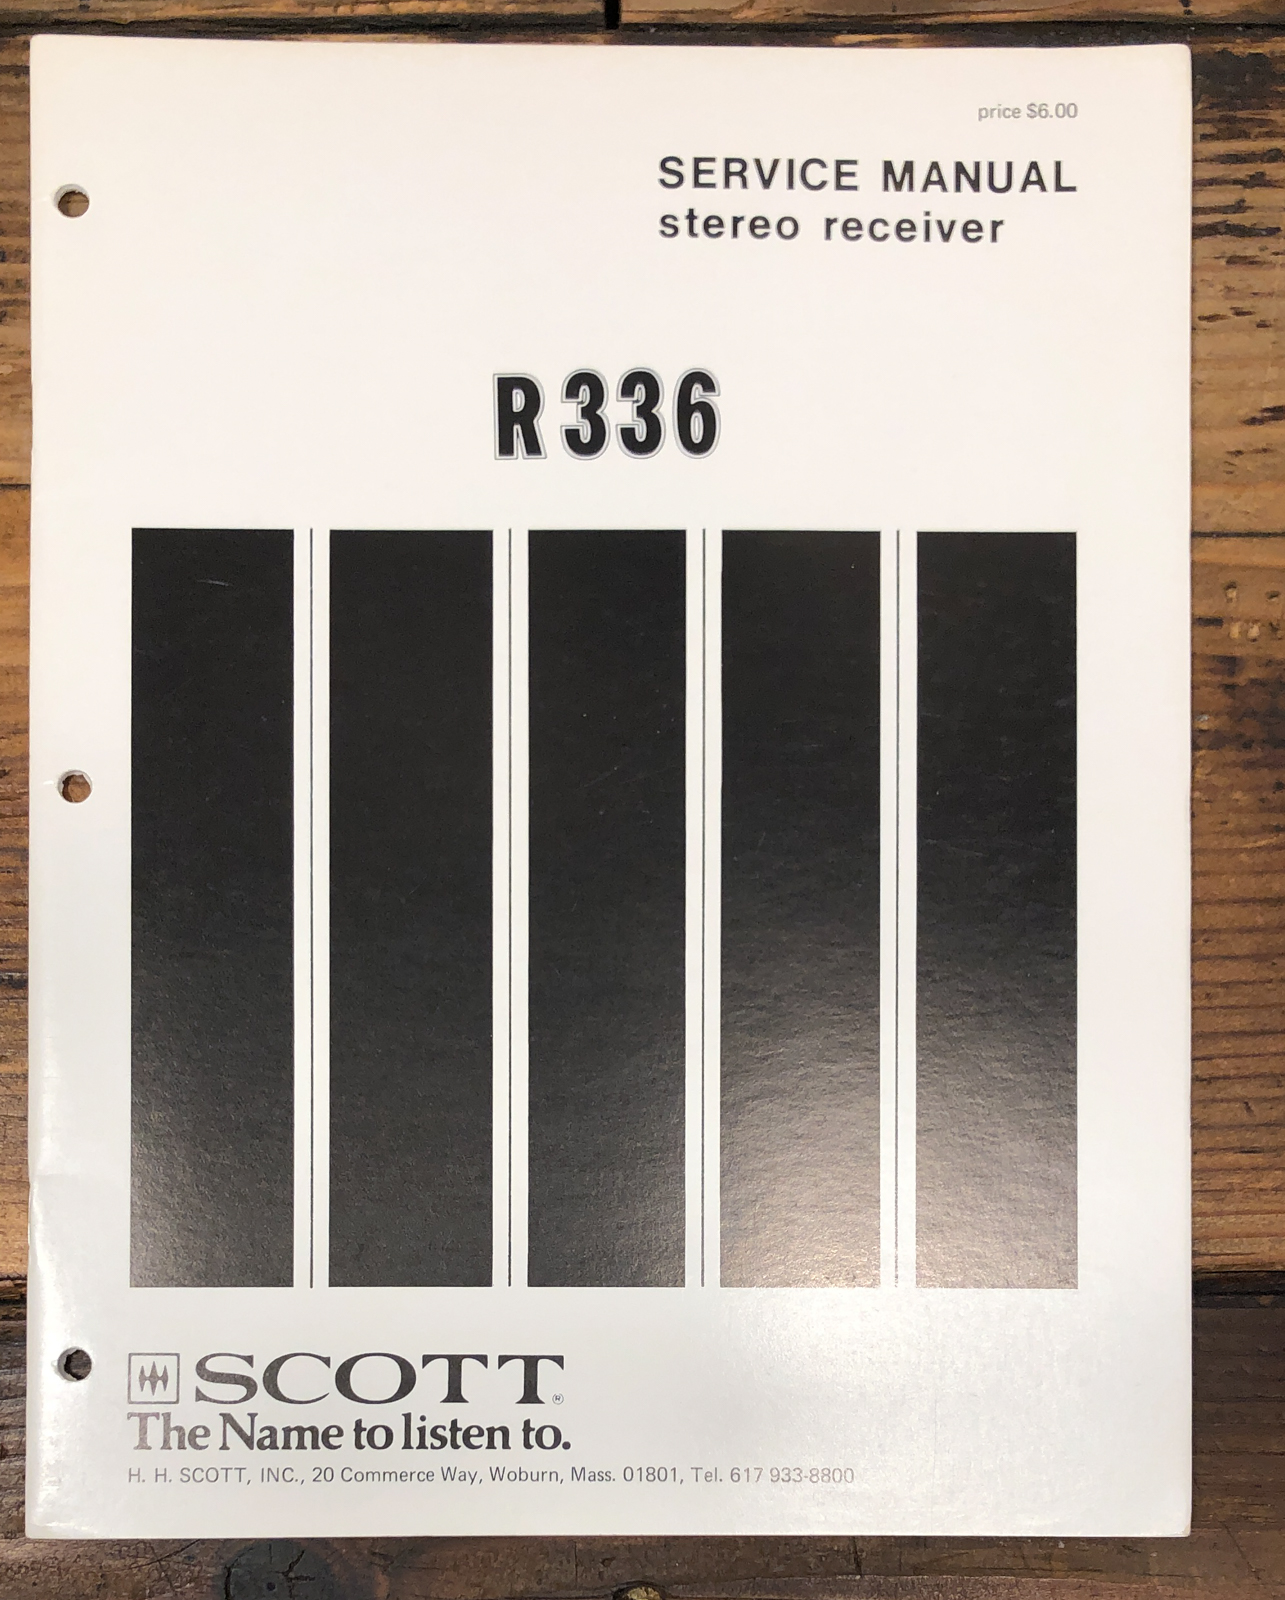 price $6.00
SERVICE MANUAL
stereo receiver
R336
SCOTT®
The Name to listen to.
H. H. SCOTT, INC., 20 Commerce Way, Woburn, Mass. 01801, Tel. 617 933-8800